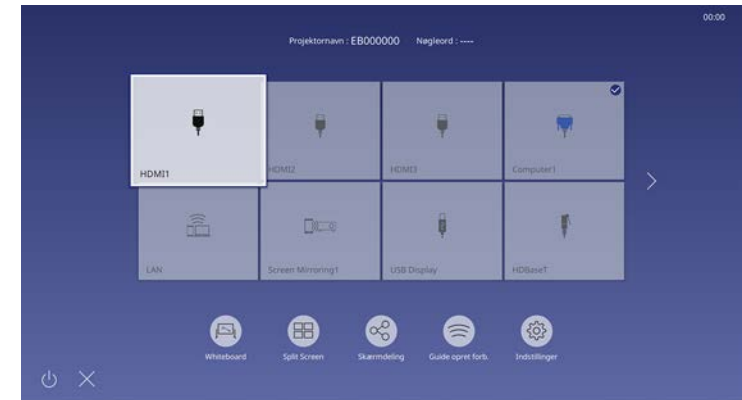 00:00
Projektornavn : EB000000 Nøgleord : ----
HDMI1
HDMI2
HDMI3
Computer1
LAN
Screen Mirroring1
USB Display
HDBaseT
Whiteboard
Split Screen
Skærmdeling
Guide opret forb.
Indstillinger